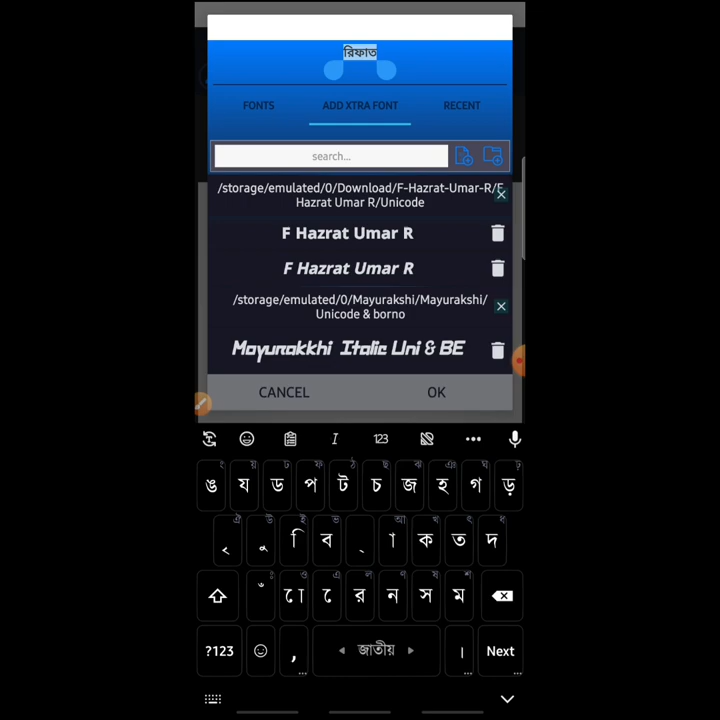 রিফাত
FONTS ADD XTRA FONT RECENT
search...
/storage/emulated/0/Download/F-Hazrat-Umar-R/F
Hazrat Umar R/Unicode
F Hazrat Umar R
F Hazrat Umar R
/storage/emulated/0/Mayurakshi/Mayurakshi/
Unicode & borno
Mayurakkhi Italic Uni & BE
CANCEL OK
123
ঙ য ড প ট চ জ হ গ ড়
ি ব া ক ত দ
ো ে র ন স ম
?123 , জাতীয় । Next